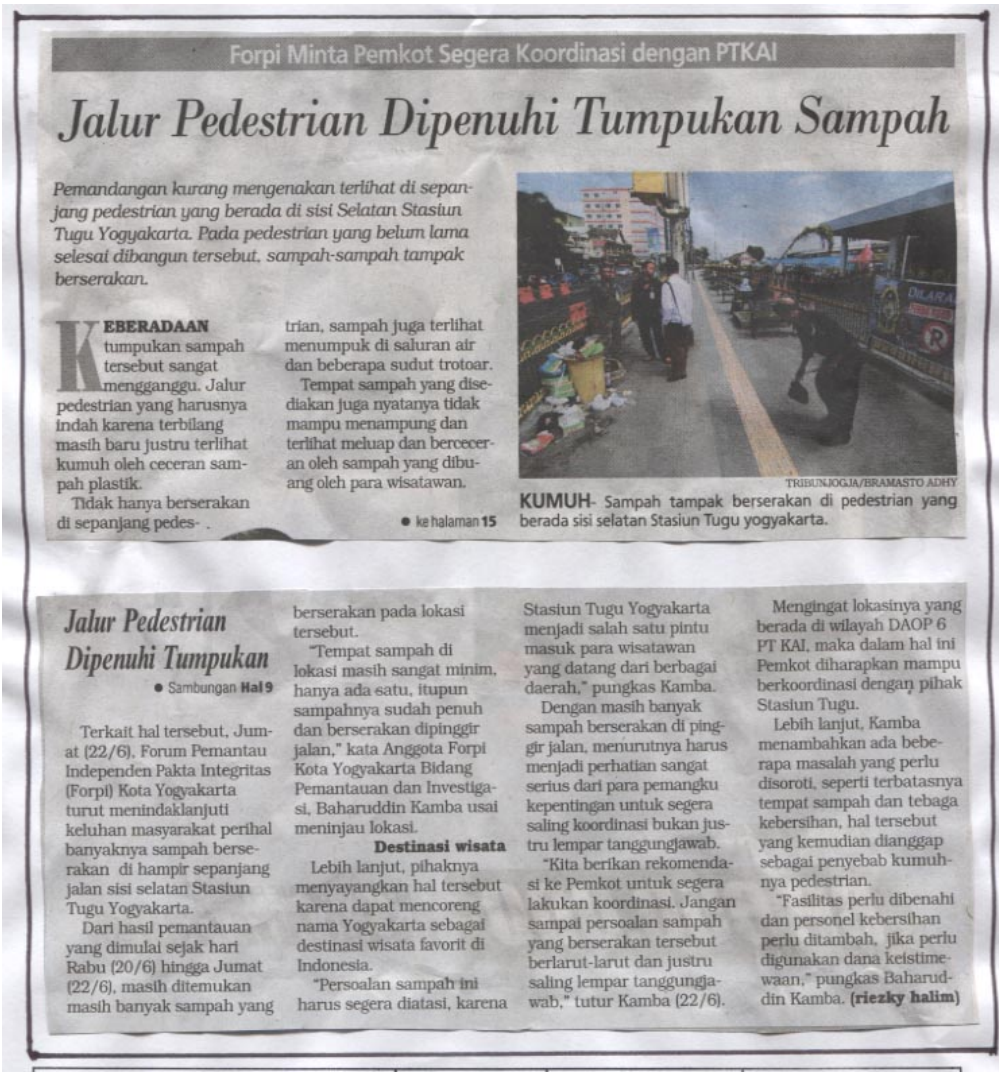 Forpi Minta Pemkot Segera Koordinasi dengan PTKAI
Jalur Pedestrian Dipenuhi Tumpukan Sampah
Pemandangan kurang mengenakan terlihat di sepan-
jang pedestrian yang berada di sisi Selatan Stasiun
Tugu Yogyakarta. Pada pedestrian yang belum lama
selesai dibangun tersebut, sampah-sampah tampak
berserakan.
KEBERADAAN
tumpukan sampah
tersebut sangat
mengganggu. Jalur
pedestrian yang harusnya
indah karena terbilang
masih baru justru terlihat
kumuh oleh ceceran sam-
pah plastik.
Tidak hanya berserakan
di sepanjang pedes-
trian, sampah juga terlihat
menumpuk di saluran air
dan beberapa sudut trotoar.
Tempat sampah yang dise-
diakan juga nyatanya tidak
mampu menampung dan
terlihat meluap dan bercecer-
an oleh sampah yang dibu-
ang oleh para wisatawan.
● ke halaman 15
DILARA
TRIBUNJOGJA/BRAMASTO ADHY
KUMUH- Sampah tampak berserakan di pedestrian yang
berada sisi selatan Stasiun Tugu yogyakarta.
Jalur Pedestrian
Dipenuhi Tumpukan
● Sambungan Hal 9
Terkait hal tersebut, Jum-
at (22/6), Forum Pemantau
Independen Pakta Integritas
(Forpi) Kota Yogyakarta
turut menindaklanjuti
keluhan masyarakat perihal
banyaknya sampah berse-
rakan di hampir sepanjang
jalan sisi selatan Stasiun
Tugu Yogyakarta.
Dari hasil pemantauan
yang dimulai sejak hari
Rabu (20/6) hingga Jumat
(22/6), masih ditemukan
masih banyak sampah yang
berserakan pada lokasi
tersebut.
"Tempat sampah di
lokasi masih sangat minim,
hanya ada satu, itupun
sampahnya sudah penuh
dan berserakan dipinggir
jalan," kata Anggota Forpi
Kota Yogyakarta Bidang
Pemantauan dan Investiga-
si, Baharuddin Kamba usai
meninjau lokasi.
Destinasi wisata
Lebih lanjut, pihaknya
menyayangkan hal tersebut
karena dapat mencoreng
nama Yogyakarta sebagai
destinasi wisata favorit di
Indonesia.
"Persoalan sampah ini
harus segera diatasi, karena
Stasiun Tugu Yogyakarta
menjadi salah satu pintu
masuk para wisatawan
yang datang dari berbagai
daerah," pungkas Kamba.
Dengan masih banyak
sampah berserakan di ping-
gir jalan, menurutnya harus
menjadi perhatian sangat
serius dari para pemangku
kepentingan untuk segera
saling koordinasi bukan jus-
tru lempar tanggungjawab.
"Kita berikan rekomenda-
si ke Pemkot untuk segera
lakukan koordinasi. Jangan
sampai persoalan sampah
yang berserakan tersebut
berlarut-larut dan justru
saling lempar tanggungja-
wab," tutur Kamba (22/6).
Mengingat lokasinya yang
berada di wilayah DAOP 6
PT KAI, maka dalam hal ini
Pemkot diharapkan mampu
berkoordinasi dengan pihak
Stasiun Tugu.
Lebih lanjut, Kamba
menambahkan ada bebe-
rapa masalah yang perlu
disoroti, seperti terbatasnya
tempat sampah dan tebaga
kebersihan, hal tersebut
yang kemudian dianggap
sebagai penyebab kumuh-
nya pedestrian.
"Fasilitas perlu dibenahi
dan personel kebersihan
perlu ditambah, jika perlu
digunakan dana keistime-
waan," pungkas Baharud-
din Kamba. (riezky halim)